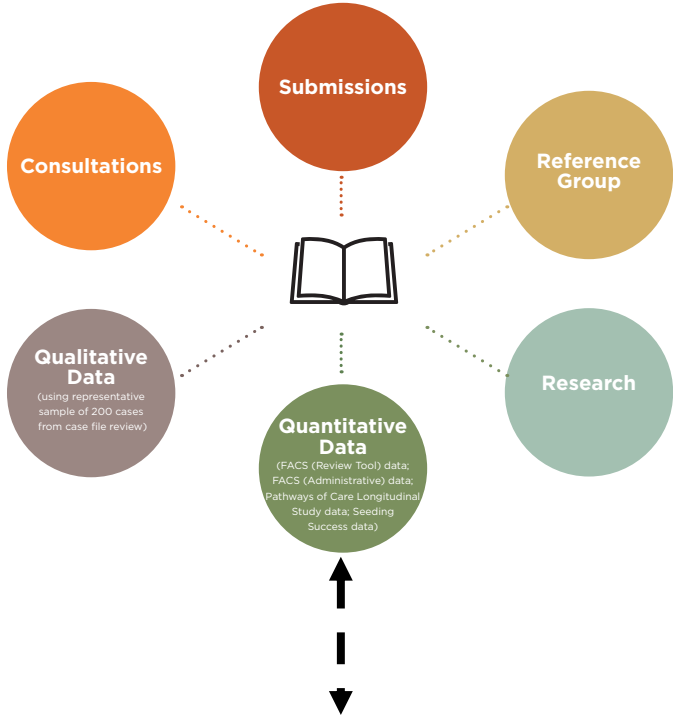 Submissions
Consultations
Reference
Group
Qualitative
Data
(using representative
sample of 200 cases
from case file review)
Research
Quantitative
Data
(FACS (Review Tool) data;
FACS (Administrative) data;
Pathways of Care Longitudinal
Study data; Seeding
Success data)